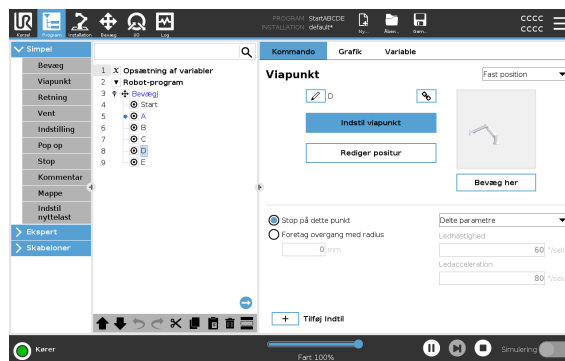 PROGRAM StartABCDE
INSTALLATION default*
Kørsel Program Installation Bevæg I/O Log
Ny... Åben... Gem...
CCCC
CCCC
Simpel
Bevæg
Viapunkt
Retning
Vent
Indstilling
Pop op
Stop
Kommentar
Mappe
Indstil nyttelast
Ekspert
Skabeloner
1 X Opsætning af variabler
2 Robot-program
3 BevægJ
4 Start
5 A
6 B
7 C
8 D
9 E
Kommando Grafik Variable
Viapunkt
Fast position
D
Indstil viapunkt
Rediger positur
Bevæg her
Stop på dette punkt
Foretag overgang med radius
0 mm
Delte parametre
Ledhastighed
60
Ledacceleration
80
+ Tilføj Indtil
Kører
Fart 100%
Simulering